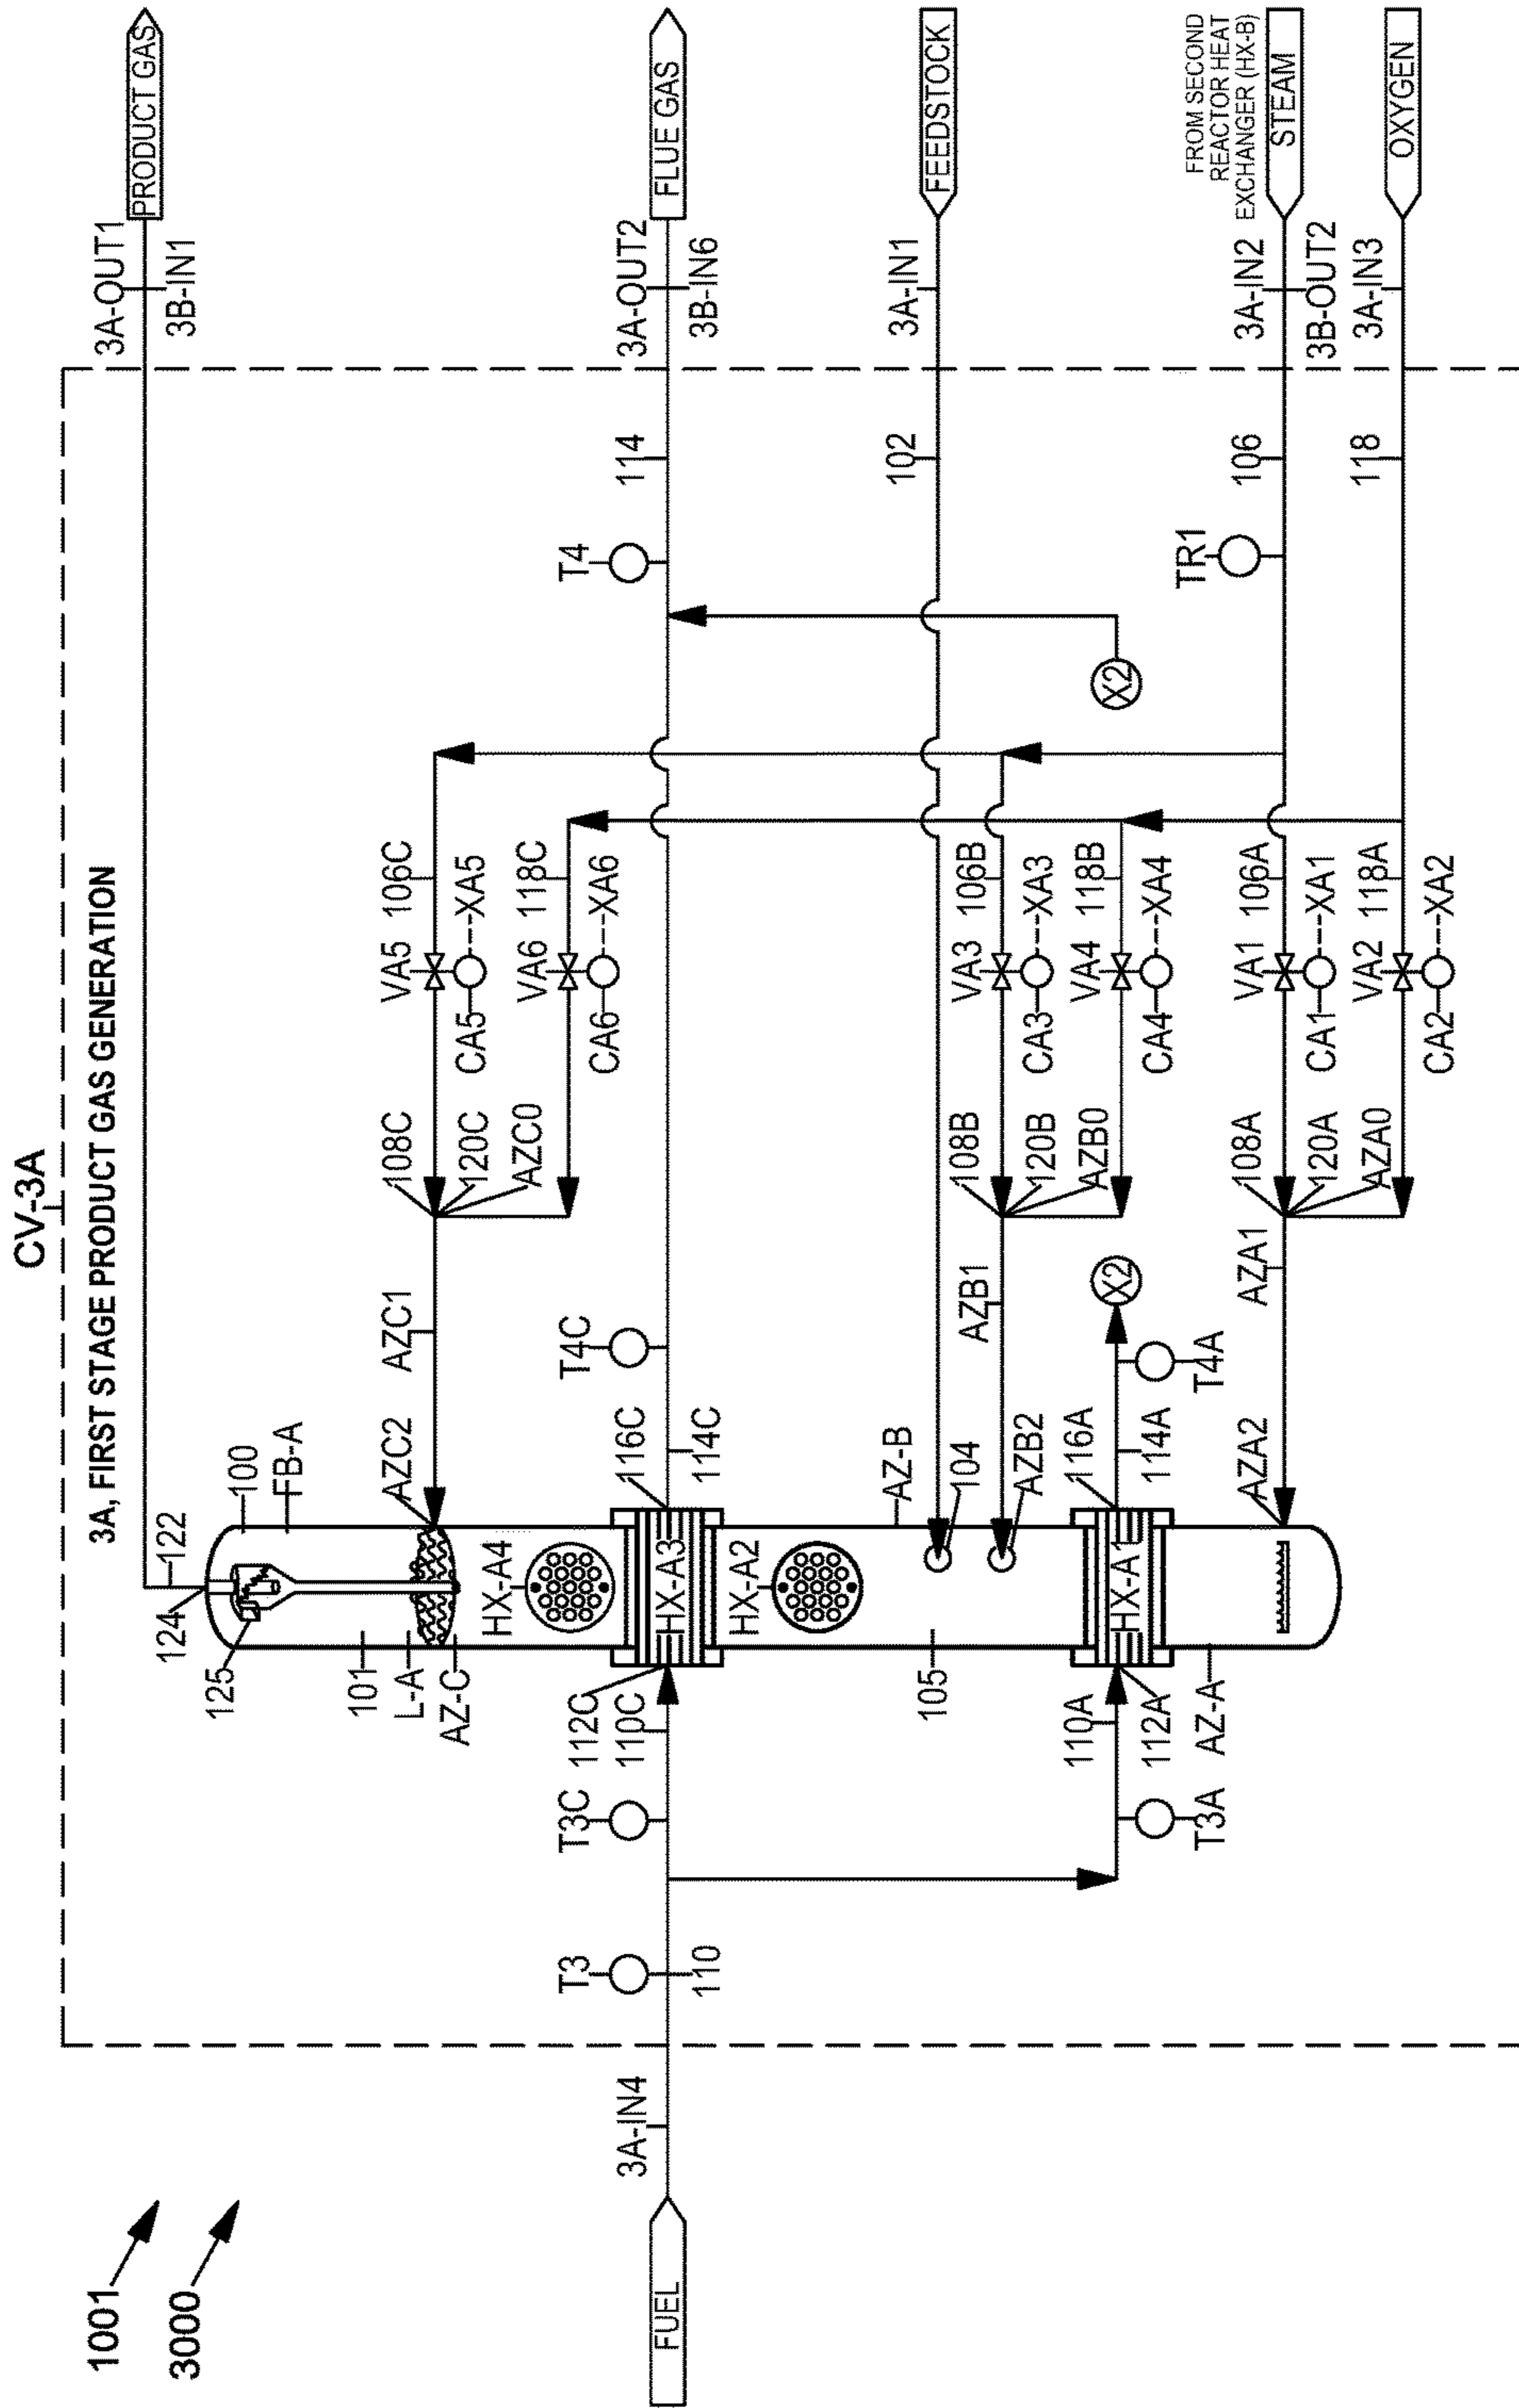 CV-3A
3A, FIRST STAGE PRODUCT GAS GENERATION
1001
3000
PRODUCT GAS
3A-OUT1
3B-IN1
FLUE GAS
3A-OUT2
3B-IN6
FEEDSTOCK
3A-IN1
FROM SECOND
REACTOR HEAT
EXCHANGER (HX-B)
STEAM
3A-IN2
3B-OUT2
OXYGEN
3A-IN3
FUEL
3A-IN4
114
102
106
118
T4
TR1
X2
106C
VA5
XA5
CA5
118C
VA6
XA6
CA6
106B
VA3
XA3
CA3
118B
VA4
XA4
CA4
106A
VA1
XA1
CA1
118A
VA2
XA2
CA2
108C
120C
AZC0
108B
120B
AZB0
108A
120A
AZA0
AZC1
AZB1
AZA1
X2
T4C
T4A
AZC2
116C
114C
AZ-B
104
AZB2
116A
114A
AZA2
100
FB-A
122
124
125
101
L-A
AZ-C
HX-A4
HX-A3
HX-A2
HX-A1
105
112C
110C
110A
112A
AZ-A
T3C
T3A
T3
110